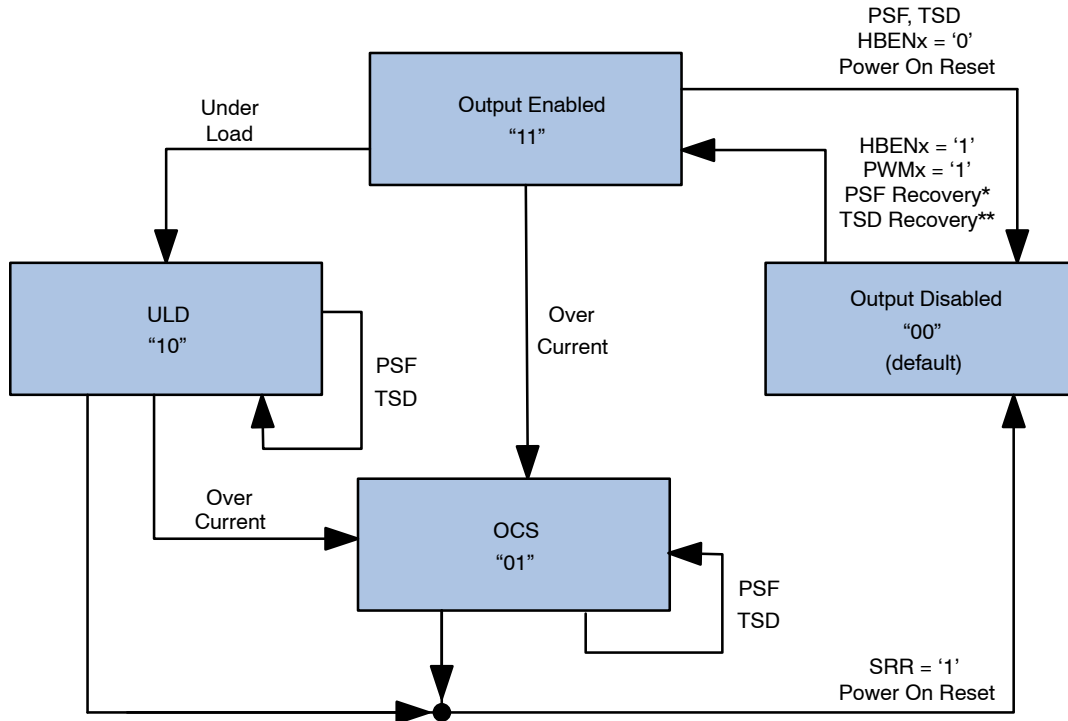 PSF, TSD
HBENx = ‘0’
Power On Reset
Output Enabled
“11”
Under
Load
HBENx = ‘1’
PWMx = ‘1’
PSF Recovery*
TSD Recovery**
ULD
“10”
PSF
TSD
Over
Current
Output Disabled
“00”
(default)
Over
Current
OCS
“01”
PSF
TSD
SRR = ‘1’
Power On Reset